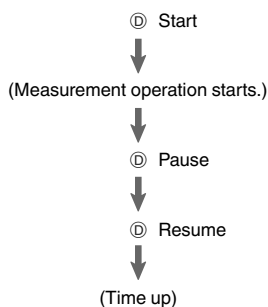 Ⓓ Start
(Measurement operation starts.)
Ⓓ Pause
Ⓓ Resume
(Time up)